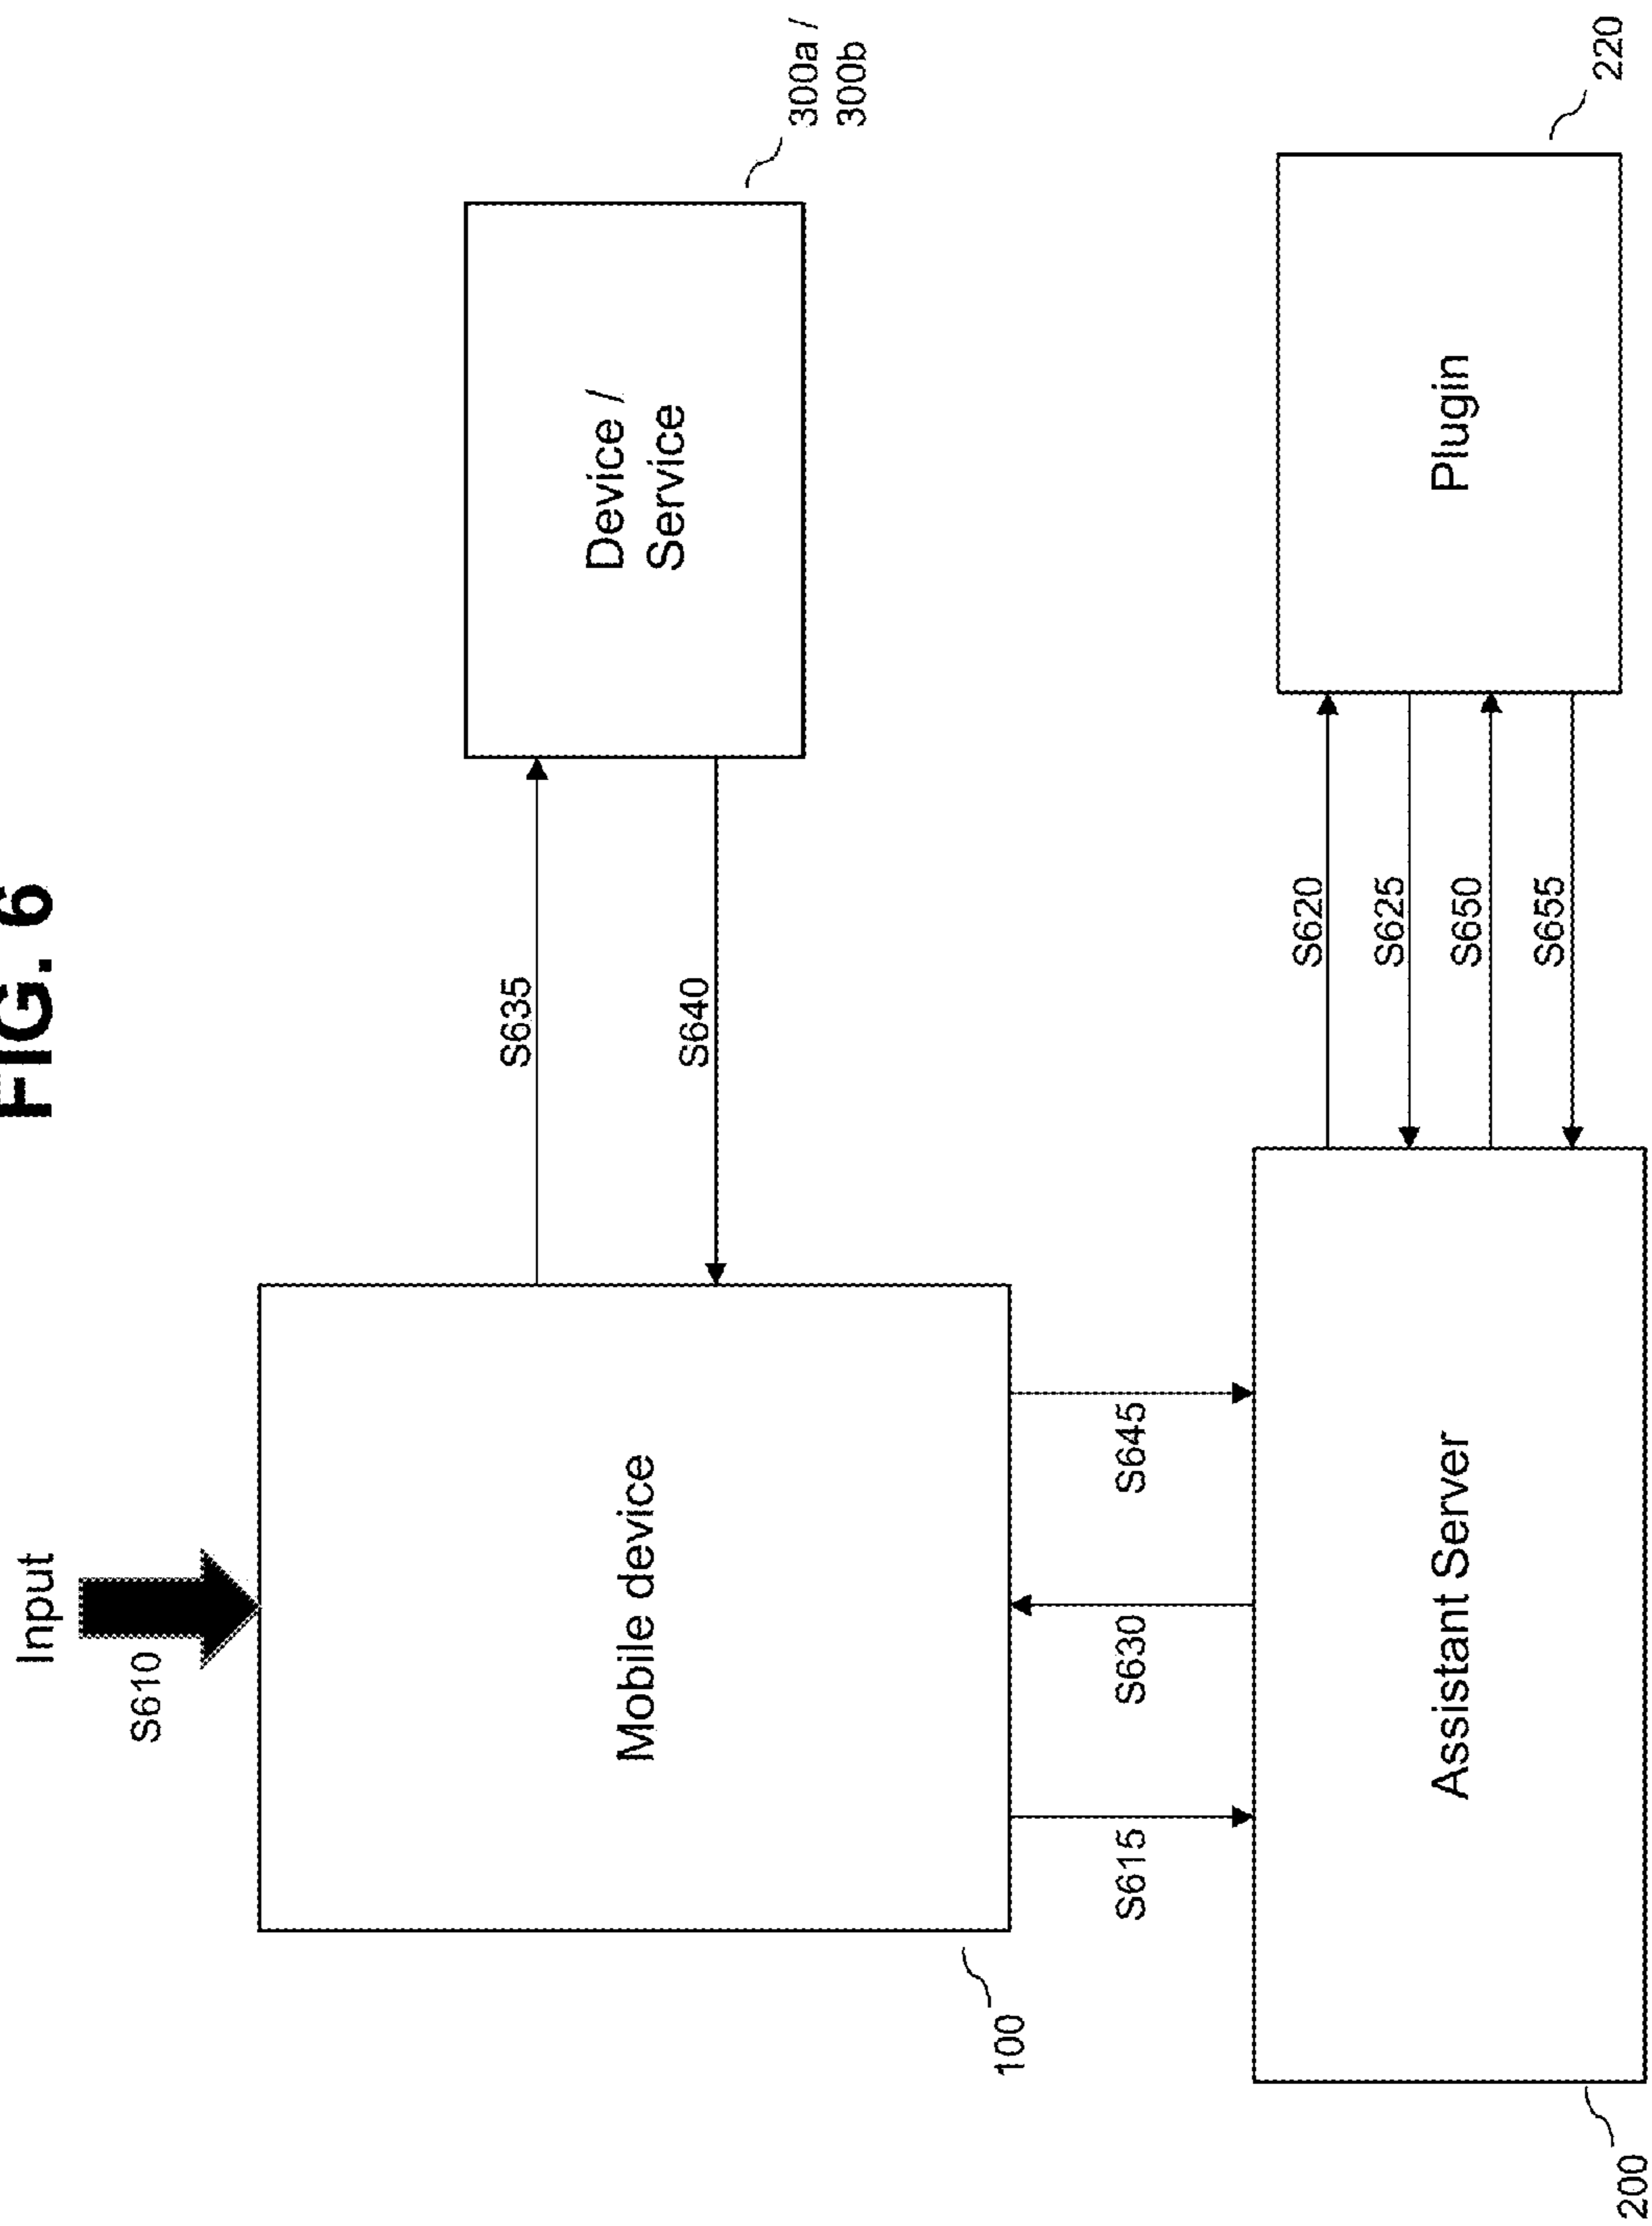 FIG. 6
Input
S610
Mobile device
100
S635
S640
Device /
Service
300a /
300b
S615
S630
S645
Assistant Server
200
S620
S625
S650
S655
Plugin
220